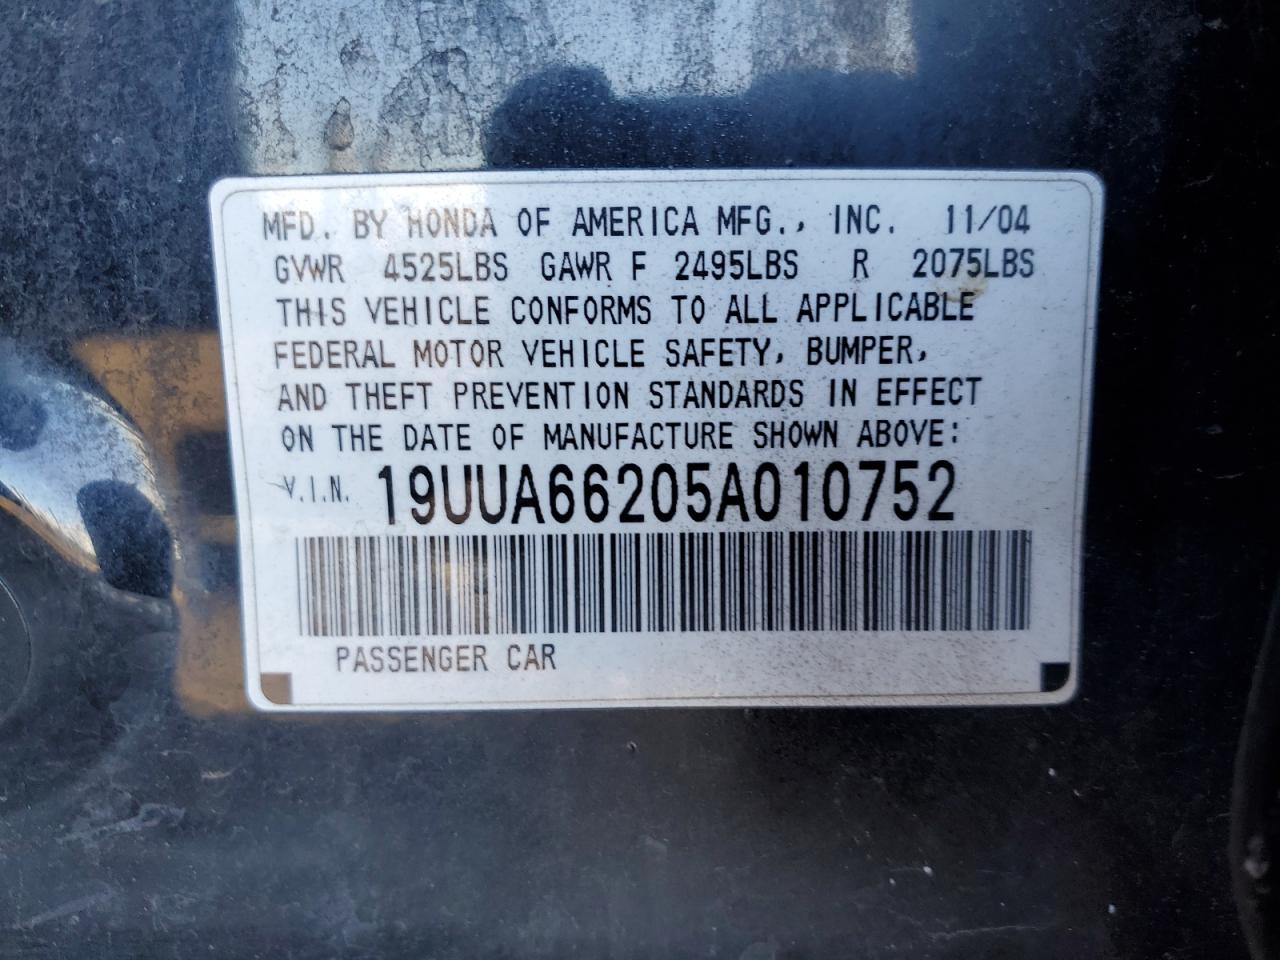 MFD. BY HONDA OF AMERICA MFG., INC. 11/04
GVWR 4525LBS GAWR F 2495LBS R 2075LBS
THIS VEHICLE CONFORMS TO ALL APPLICABLE
FEDERAL MOTOR VEHICLE SAFETY, BUMPER,
AND THEFT PREVENTION STANDARDS IN EFFECT
ON THE DATE OF MANUFACTURE SHOWN ABOVE:
V.I.N. 19UUA66205A010752
PASSENGER CAR